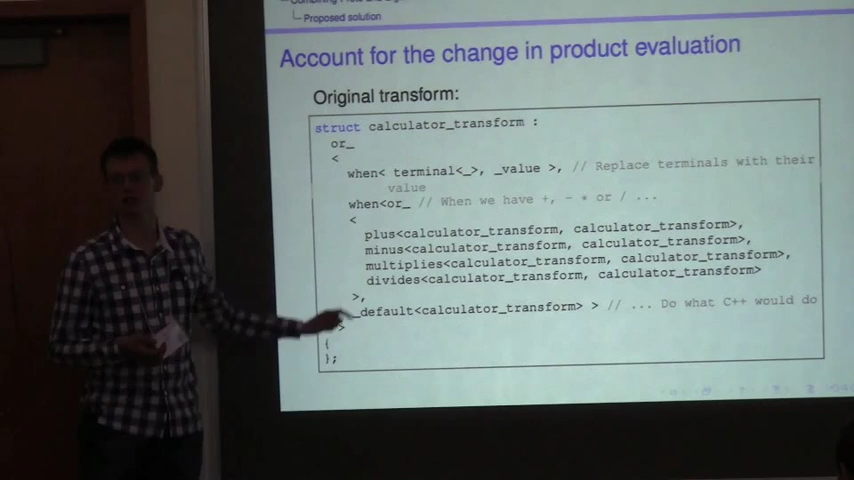 Proposed solution
Account for the change in product evaluation
Original transform:
struct calculator_transform :
or_
<
when< terminal<_>, _value >, // Replace terminals with their
value
when<or_ // When we have +, - * or / ...
<
plus<calculator_transform, calculator_transform>,
minus<calculator_transform, calculator_transform>,
multiplies<calculator_transform, calculator_transform>,
divides<calculator_transform, calculator_transform>
>,
_default<calculator_transform> > // ... Do what C++ would do
>
{
};